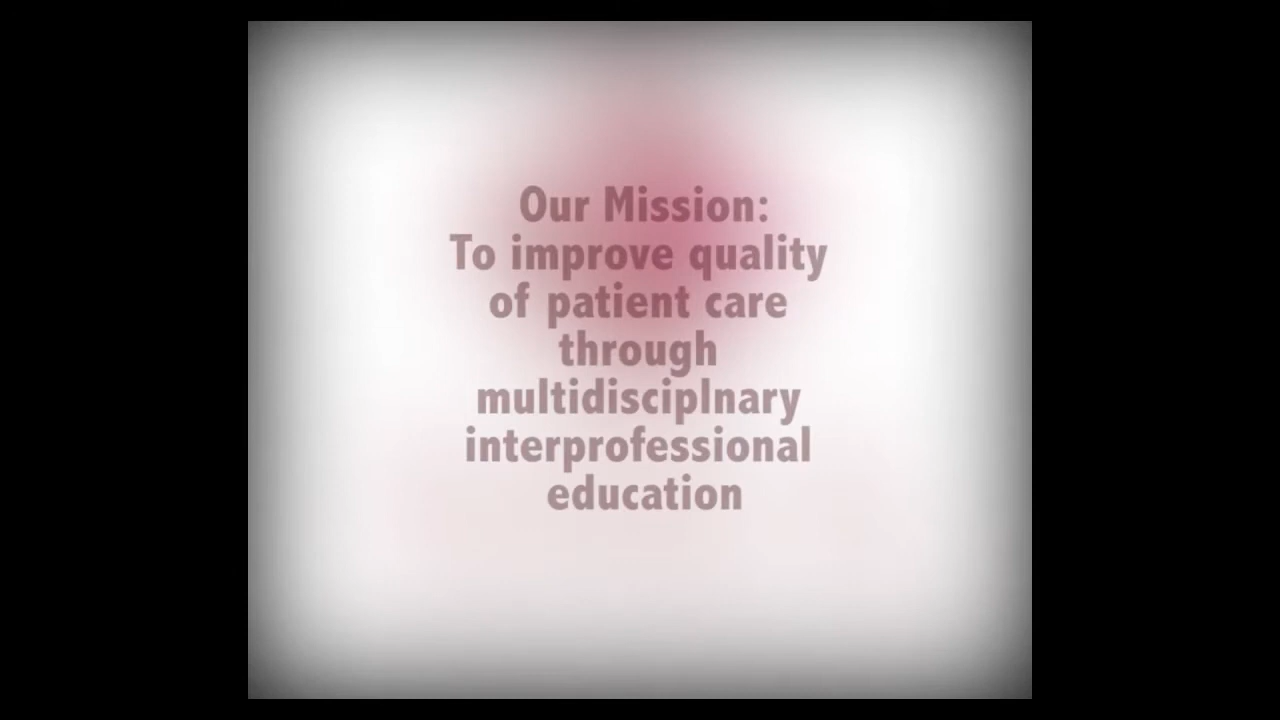 Our Mission:
To improve quality
of patient care
through
multidisciplnary
interprofessional
education